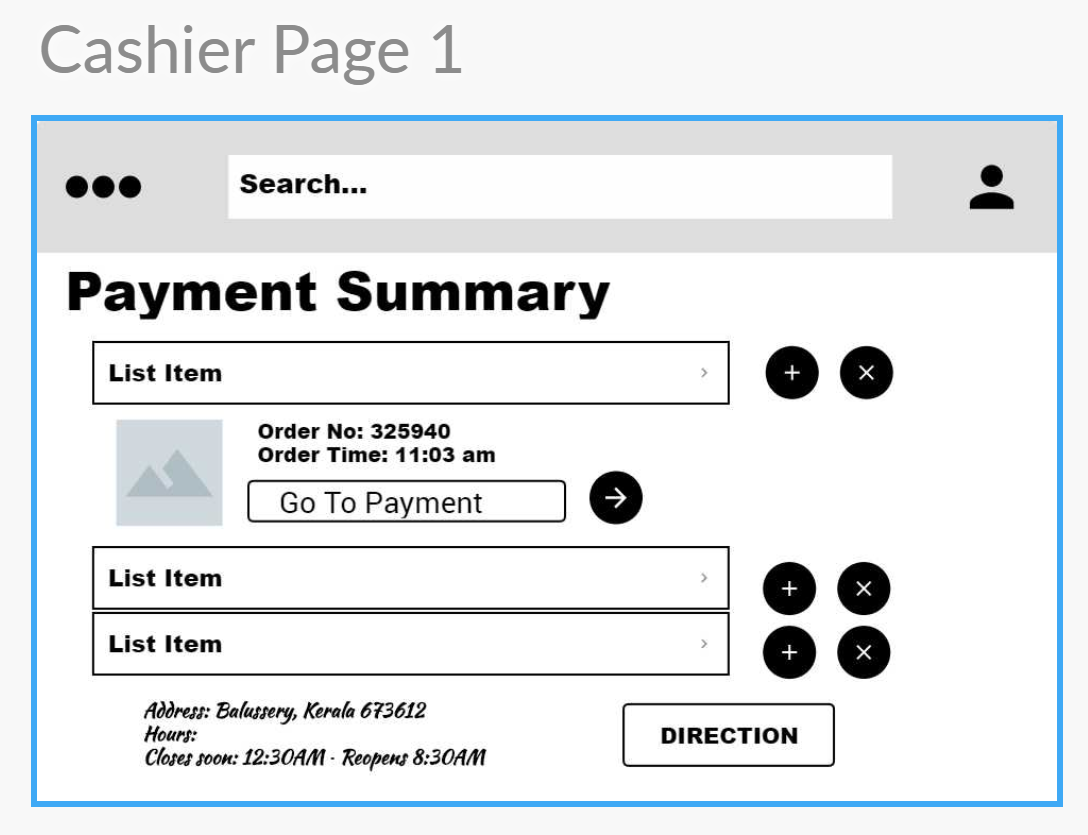 Cashier Page 1
Search...
Payment Summary
List Item
Order No: 325940
Order Time: 11:03 am
Go To Payment
List Item
List Item
Address: Balussery, Kerala 673612
Hours:
Closes soon: 12:30AM · Reopens 8:30AM
DIRECTION